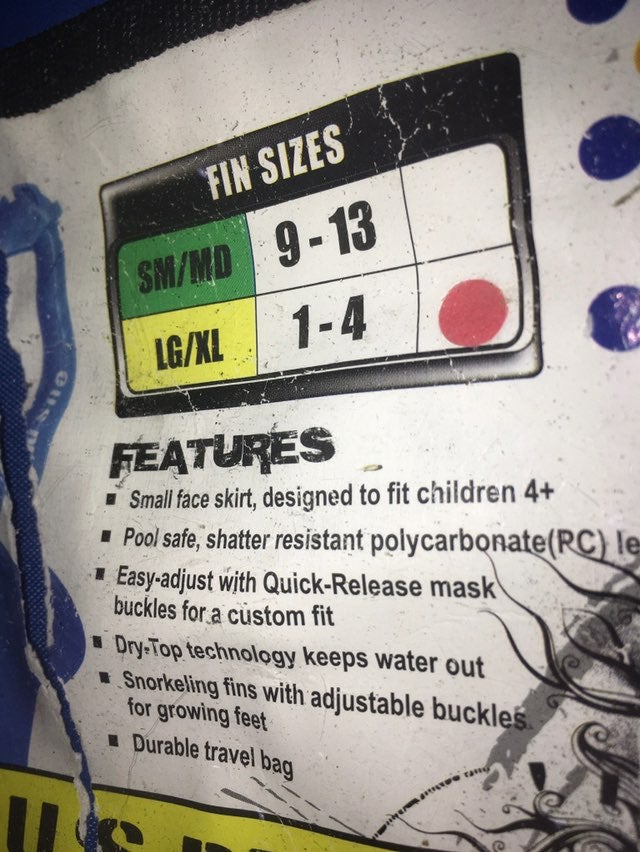 FIN SIZES
SM/MD 9-13
LG/XL 1-4
FEATURES
▪ Small face skirt, designed to fit children 4+
▪ Pool safe, shatter resistant polycarbonate(PC) le
▪ Easy-adjust with Quick-Release mask
buckles for a custom fit
▪ Dry-Top technology keeps water out
▪ Snorkeling fins with adjustable buckles
for growing feet
▪ Durable travel bag
U.S.